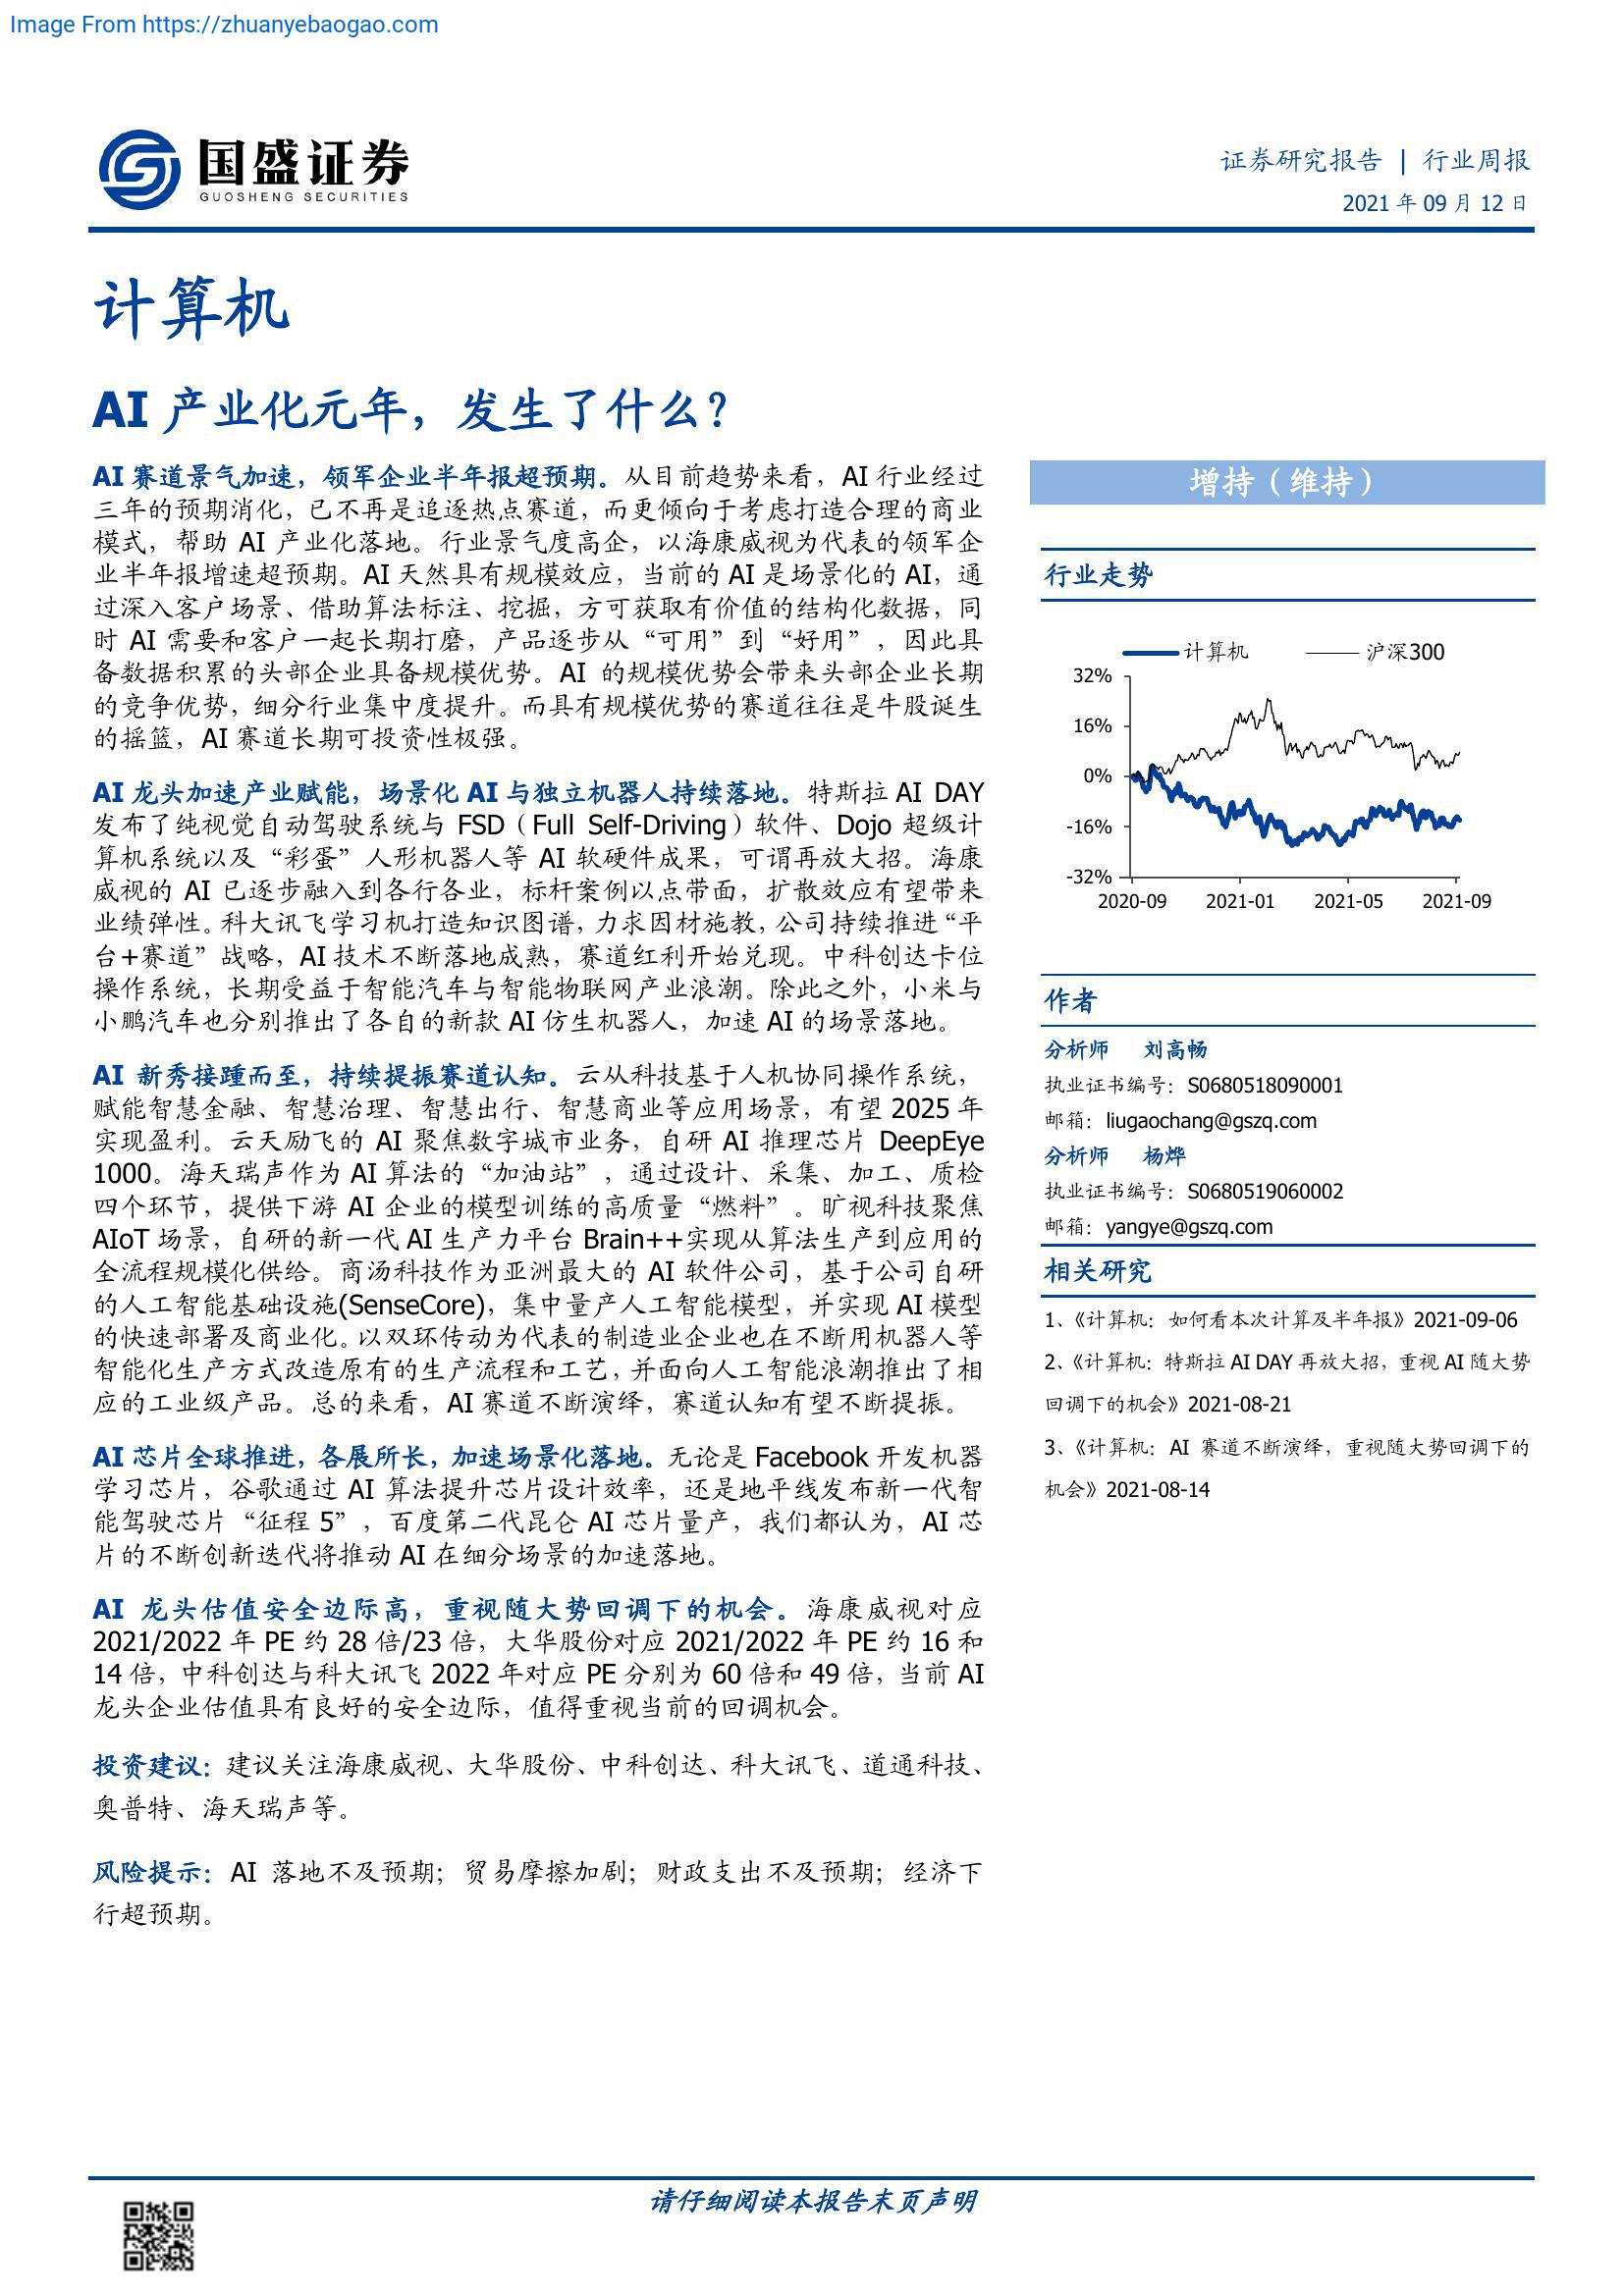 Image From https://zhuanyebaogao.com
国盛证券
GUOSHENG SECURITIES
证券研究报告 | 行业周报
2021 年 09 月 12 日
计算机
AI 产业化元年，发生了什么？
AI 赛道景气加速，领军企业半年报超预期。从目前趋势来看，AI 行业经过
三年的预期消化，已不再是追逐热点赛道，而更倾向于考虑打造合理的商业
模式，帮助 AI 产业化落地。行业景气度高企，以海康威视为代表的领军企
业半年报增速超预期。AI 天然具有规模效应，当前的 AI 是场景化的 AI，通
过深入客户场景、借助算法标注、挖掘，方可获取有价值的结构化数据，同
时 AI 需要和客户一起长期打磨，产品逐步从“可用”到“好用”，因此具
备数据积累的头部企业具备规模优势。AI 的规模优势会带来头部企业长期
的竞争优势，细分行业集中度提升。而具有规模优势的赛道往往是牛股诞生
的摇篮，AI 赛道长期可投资性极强。
AI 龙头加速产业赋能，场景化 AI 与独立机器人持续落地。特斯拉 AI DAY
发布了纯视觉自动驾驶系统与 FSD（Full Self-Driving）软件、Dojo 超级计
算机系统以及“彩蛋”人形机器人等 AI 软硬件成果，可谓再放大招。海康
威视的 AI 已逐步融入到各行各业，标杆案例以点带面，扩散效应有望带来
业绩弹性。科大讯飞学习机打造知识图谱，力求因材施教，公司持续推进“平
台+赛道”战略，AI 技术不断落地成熟，赛道红利开始兑现。中科创达卡位
操作系统，长期受益于智能汽车与智能物联网产业浪潮。除此之外，小米与
小鹏汽车也分别推出了各自的新款 AI 仿生机器人，加速 AI 的场景落地。
AI 新秀接踵而至，持续提振赛道认知。云从科技基于人机协同操作系统，
赋能智慧金融、智慧治理、智慧出行、智慧商业等应用场景，有望 2025 年
实现盈利。云天励飞的 AI 聚焦数字城市业务，自研 AI 推理芯片 DeepEye
1000。海天瑞声作为 AI 算法的“加油站”，通过设计、采集、加工、质检
四个环节，提供下游 AI 企业的模型训练的高质量“燃料”。旷视科技聚焦
AIoT 场景，自研的新一代 AI 生产力平台 Brain++实现从算法生产到应用的
全流程规模化供给。商汤科技作为亚洲最大的 AI 软件公司，基于公司自研
的人工智能基础设施(SenseCore)，集中量产人工智能模型，并实现 AI 模型
的快速部署及商业化。以双环传动为代表的制造业企业也在不断用机器人等
智能化生产方式改造原有的生产流程和工艺，并面向人工智能浪潮推出了相
应的工业级产品。总的来看，AI 赛道不断演绎，赛道认知有望不断提振。
AI 芯片全球推进，各展所长，加速场景化落地。无论是 Facebook 开发机器
学习芯片，谷歌通过 AI 算法提升芯片设计效率，还是地平线发布新一代智
能驾驶芯片“征程 5”，百度第二代昆仑 AI 芯片量产，我们都认为，AI 芯
片的不断创新迭代将推动 AI 在细分场景的加速落地。
AI 龙头估值安全边际高，重视随大势回调下的机会。海康威视对应
2021/2022 年 PE 约 28 倍/23 倍，大华股份对应 2021/2022 年 PE 约 16 和
14 倍，中科创达与科大讯飞 2022 年对应 PE 分别为 60 倍和 49 倍，当前 AI
龙头企业估值具有良好的安全边际，值得重视当前的回调机会。
投资建议：建议关注海康威视、大华股份、中科创达、科大讯飞、道通科技、
奥普特、海天瑞声等。
风险提示：AI 落地不及预期；贸易摩擦加剧；财政支出不及预期；经济下
行超预期。
增持（维持）
行业走势
计算机 沪深300
32%
16%
0%
-16%
-32%
2020-09 2021-01 2021-05 2021-09
作者
分析师 刘高畅
执业证书编号：S0680518090001
邮箱：liugaochang@gszq.com
分析师 杨烨
执业证书编号：S0680519060002
邮箱：yangye@gszq.com
相关研究
1、《计算机：如何看本次计算及半年报》2021-09-06
2、《计算机：特斯拉 AI DAY 再放大招，重视 AI 随大势
回调下的机会》2021-08-21
3、《计算机：AI 赛道不断演绎，重视随大势回调下的
机会》2021-08-14
请仔细阅读本报告末页声明